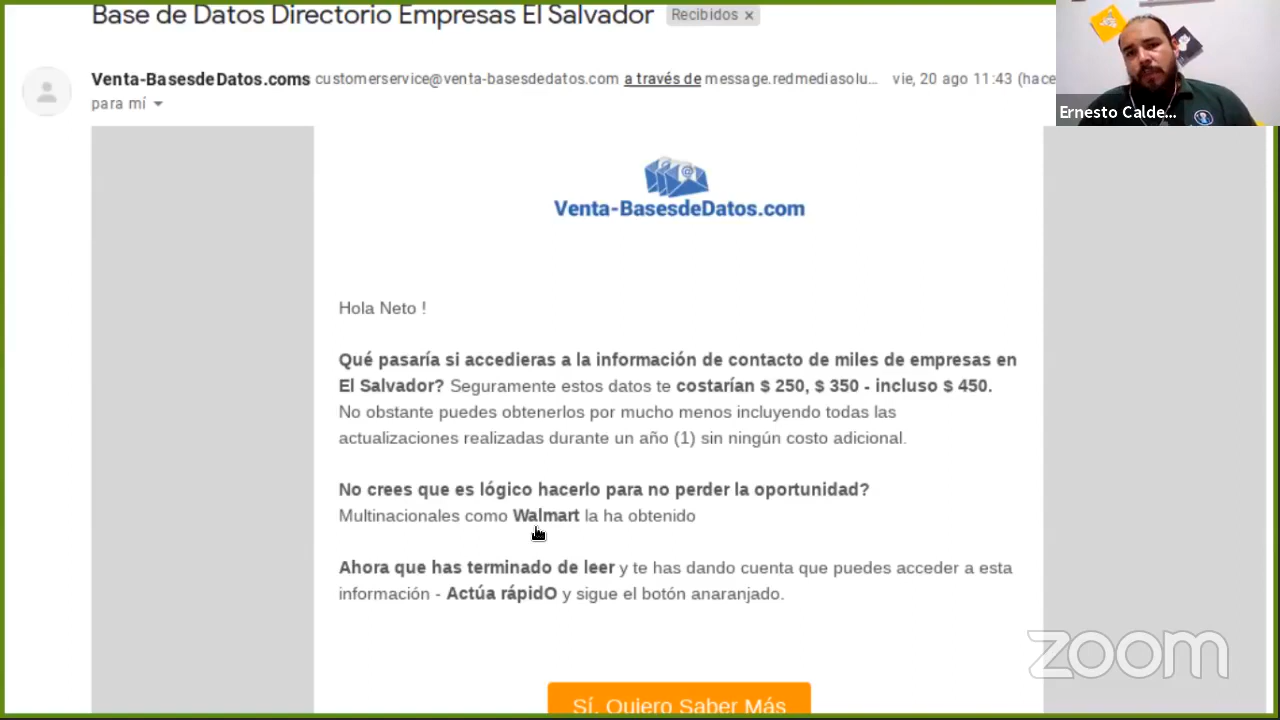 Base de Datos Directorio Empresas El Salvador Recibidos ×
Venta-BasesdeDatos.coms customerservice@venta-basesdedatos.com a través de message.redmediasolu... vie, 20 ago 11:43 (hace
para mí
Ernesto Calde...
Venta-BasesdeDatos.com
Hola Neto !
Qué pasaría si accedieras a la información de contacto de miles de empresas en
El Salvador? Seguramente estos datos te costarían $ 250, $ 350 - incluso $ 450.
No obstante puedes obtenerlos por mucho menos incluyendo todas las
actualizaciones realizadas durante un año (1) sin ningún costo adicional.
No crees que es lógico hacerlo para no perder la oportunidad?
Multinacionales como Walmart la ha obtenido
Ahora que has terminado de leer y te has dando cuenta que puedes acceder a esta
información - Actúa rápidO y sigue el botón anaranjado.
zoom
Sí, Quiero Saber Más